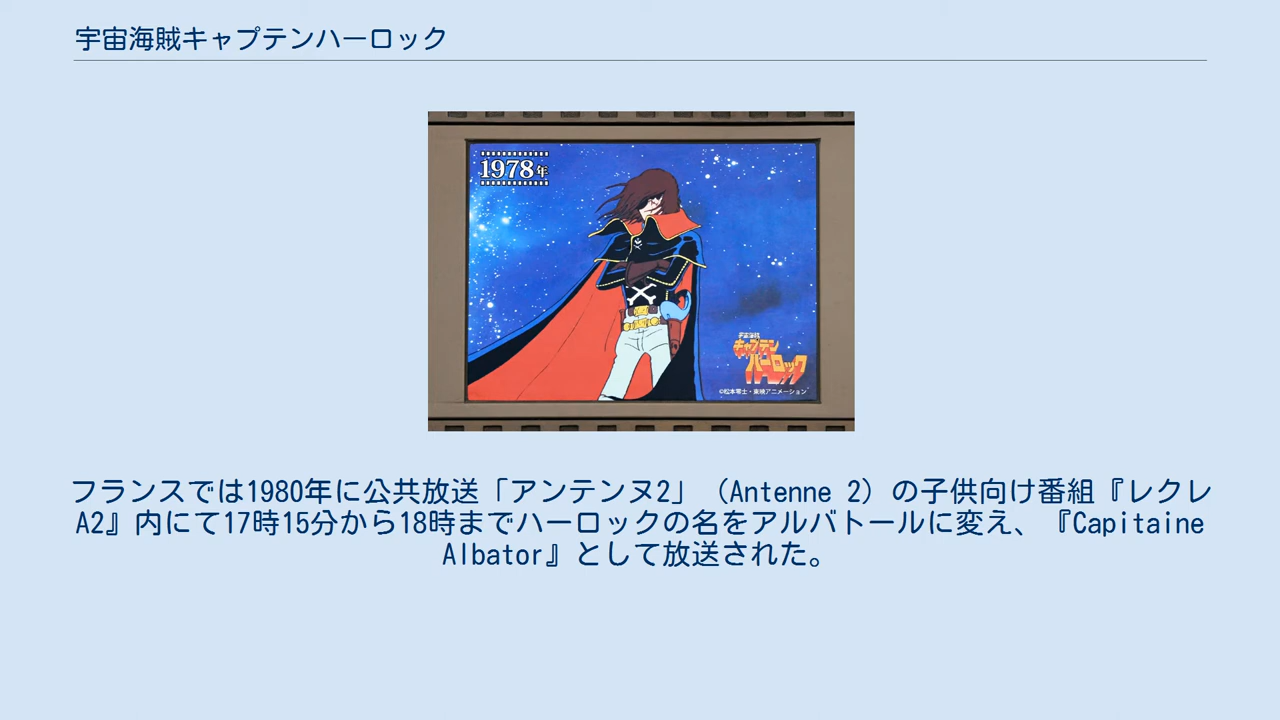 宇宙海賊キャプテンハーロック
1978年
宇宙海賊
キャプテン
ハーロック
©松本零士・東映アニメーション
フランスでは1980年に公共放送「アンテンヌ2」（Antenne 2）の子供向け番組『レクレ
A2』内にて17時15分から18時までハーロックの名をアルバトールに変え、『Capitaine
Albator』として放送された。